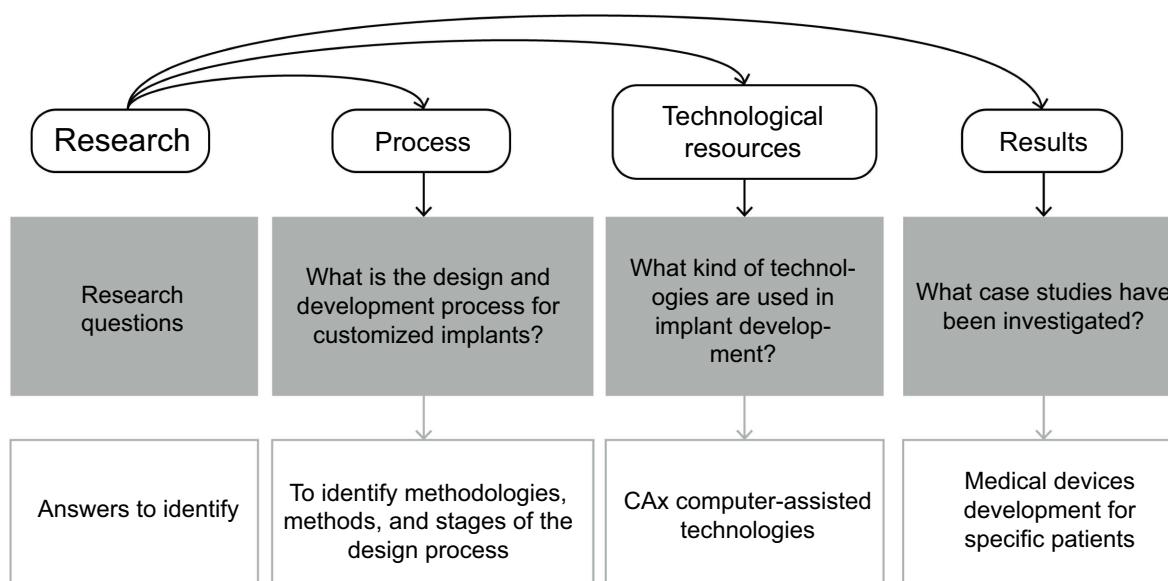 Research
Process
Technological
resources
Results
Research
questions
What is the design and
development process for
customized implants?
What kind of technol-
ogies are used in
implant develop-
ment?
What case studies have
been investigated?
Answers to identify
To identify methodologies,
methods, and stages of the
design process
CAx computer-assisted
technologies
Medical devices
development for
specific patients